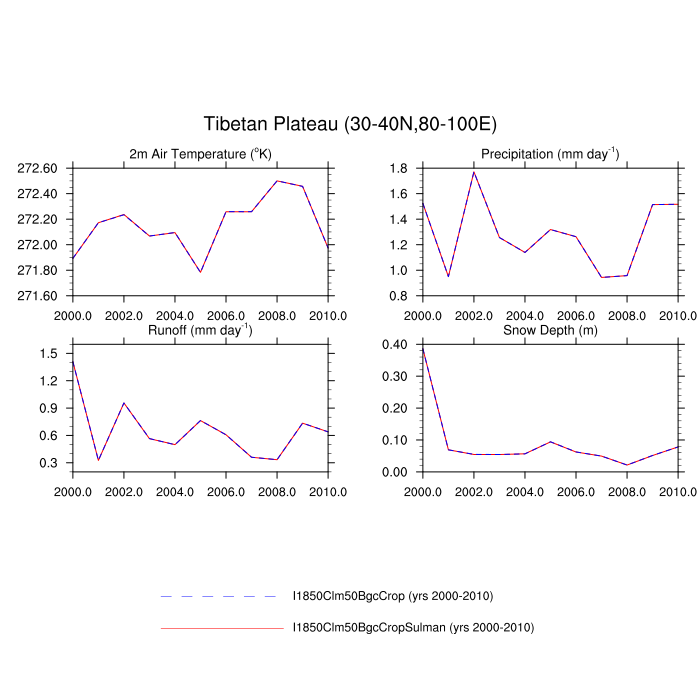 Tibetan Plateau (30-40N,80-100E)
2m Air Temperature (°K)
272.60
272.40
272.20
272.00
271.80
271.60
2000.0 2002.0 2004.0 2006.0 2008.0 2010.0
Precipitation (mm day⁻¹)
1.8
1.6
1.4
1.2
1.0
0.8
2000.0 2002.0 2004.0 2006.0 2008.0 2010.0
Runoff (mm day⁻¹)
1.5
1.2
0.9
0.6
0.3
2000.0 2002.0 2004.0 2006.0 2008.0 2010.0
Snow Depth (m)
0.40
0.30
0.20
0.10
0.00
2000.0 2002.0 2004.0 2006.0 2008.0 2010.0
I1850Clm50BgcCrop (yrs 2000-2010)
I1850Clm50BgcCropSulman (yrs 2000-2010)